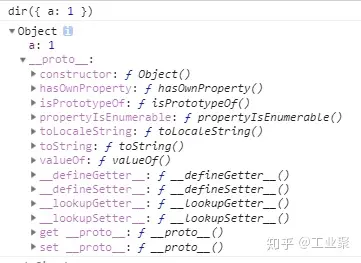 dir({ a: 1 })
▼ Object i
a: 1
▼ __proto__:
▶ constructor: ƒ Object()
▶ hasOwnProperty: ƒ hasOwnProperty()
▶ isPrototypeOf: ƒ isPrototypeOf()
▶ propertyIsEnumerable: ƒ propertyIsEnumerable()
▶ toLocaleString: ƒ toLocaleString()
▶ toString: ƒ toString()
▶ valueOf: ƒ valueOf()
▶ __defineGetter__: ƒ __defineGetter__()
▶ __defineSetter__: ƒ __defineSetter__()
▶ __lookupGetter__: ƒ __lookupGetter__()
▶ __lookupSetter__: ƒ __lookupSetter__()
▶ get __proto__: ƒ __proto__()
▶ set __proto__: ƒ __proto__()
知乎 @工业聚